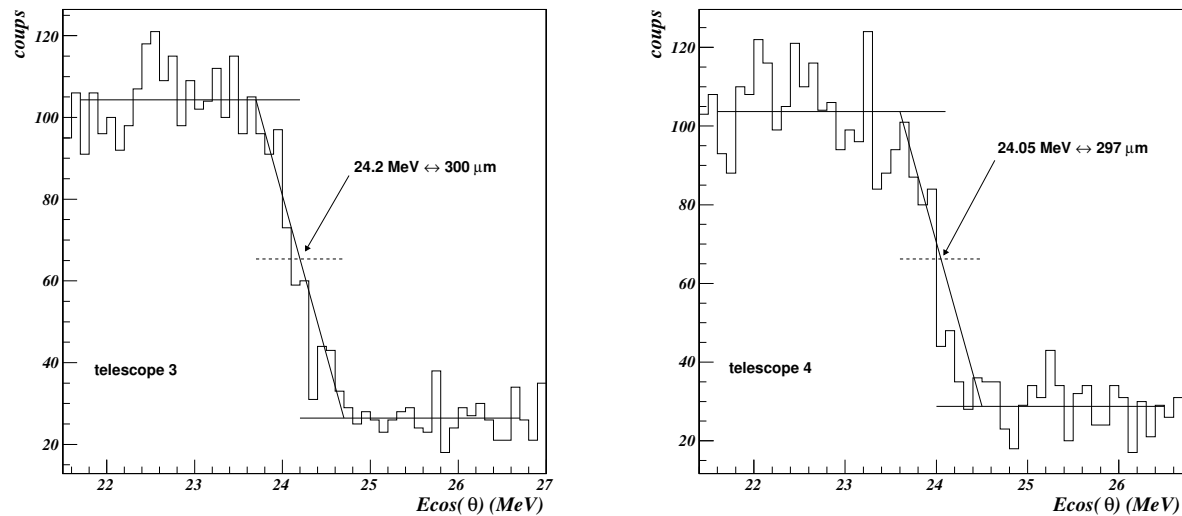 coups
120
100
80
60
40
20
24.2 MeV ↔ 300 μm
telescope 3
22 23 24 25 26 27
Ecos( θ) (MeV)
coups
120
100
80
60
40
20
24.05 MeV ↔ 297 μm
telescope 4
22 23 24 25 26
Ecos( θ) (MeV)